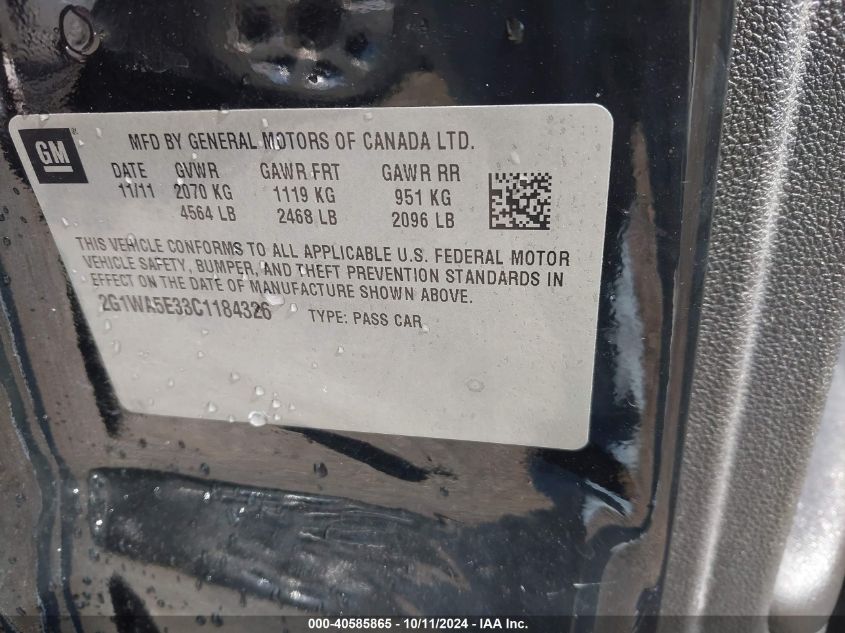 GM
MFD BY GENERAL MOTORS OF CANADA LTD.
DATE GVWR GAWR FRT GAWR RR
11/11 2070 KG 1119 KG 951 KG
4564 LB 2468 LB 2096 LB
THIS VEHICLE CONFORMS TO ALL APPLICABLE U.S. FEDERAL MOTOR
VEHICLE SAFETY, BUMPER, AND THEFT PREVENTION STANDARDS IN
EFFECT ON THE DATE OF MANUFACTURE SHOWN ABOVE.
2G1WA5E33C1184326 TYPE: PASS CAR
000-40585865 - 10/11/2024 - IAA Inc.